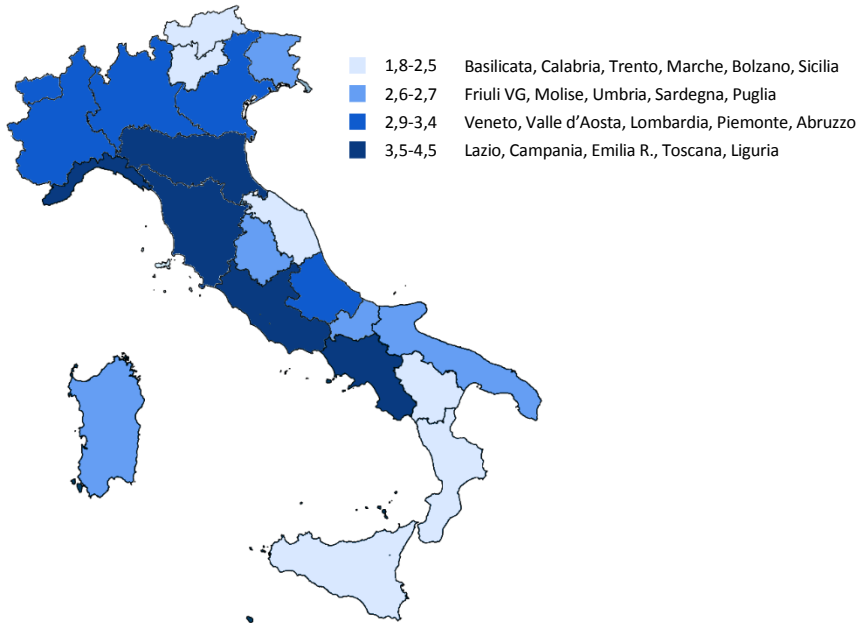 1,8-2,5 Basilicata, Calabria, Trento, Marche, Bolzano, Sicilia
2,6-2,7 Friuli VG, Molise, Umbria, Sardegna, Puglia
2,9-3,4 Veneto, Valle d’Aosta, Lombardia, Piemonte, Abruzzo
3,5-4,5 Lazio, Campania, Emilia R., Toscana, Liguria